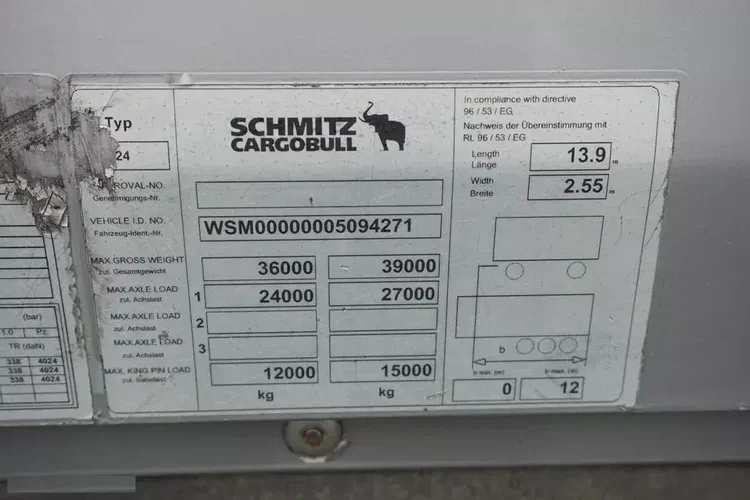 Typ
24
SCHMITZ
CARGOBULL
In compliance with directive
96 / 53 / EG
Nachweis der Übereinstimmung mit
RL 96 / 53 / EG
Length 13.9 m
Länge
Width 2.55 m
Breite
ROVAL-NO.
Genehmigungs-Nr.
VEHICLE I.D. NO. WSM00000005094271
Fahrzeug-Ident.-Nr.
MAX.GROSS WEIGHT 36000 39000
zul. Gesamtgewicht
MAX.AXLE LOAD 1 24000 27000
zul. Achslast
MAX.AXLE LOAD 2
zul. Achslast
MAX.AXLE LOAD 3
zul. Achslast
MAX. KING PIN LOAD 12000 15000
zul. Sattellast
kg kg
b
b max. (m) b max. (m)
0 12
(bar)
1.0 Pz
TR (daN)
338 4024
338 4024
338 4024